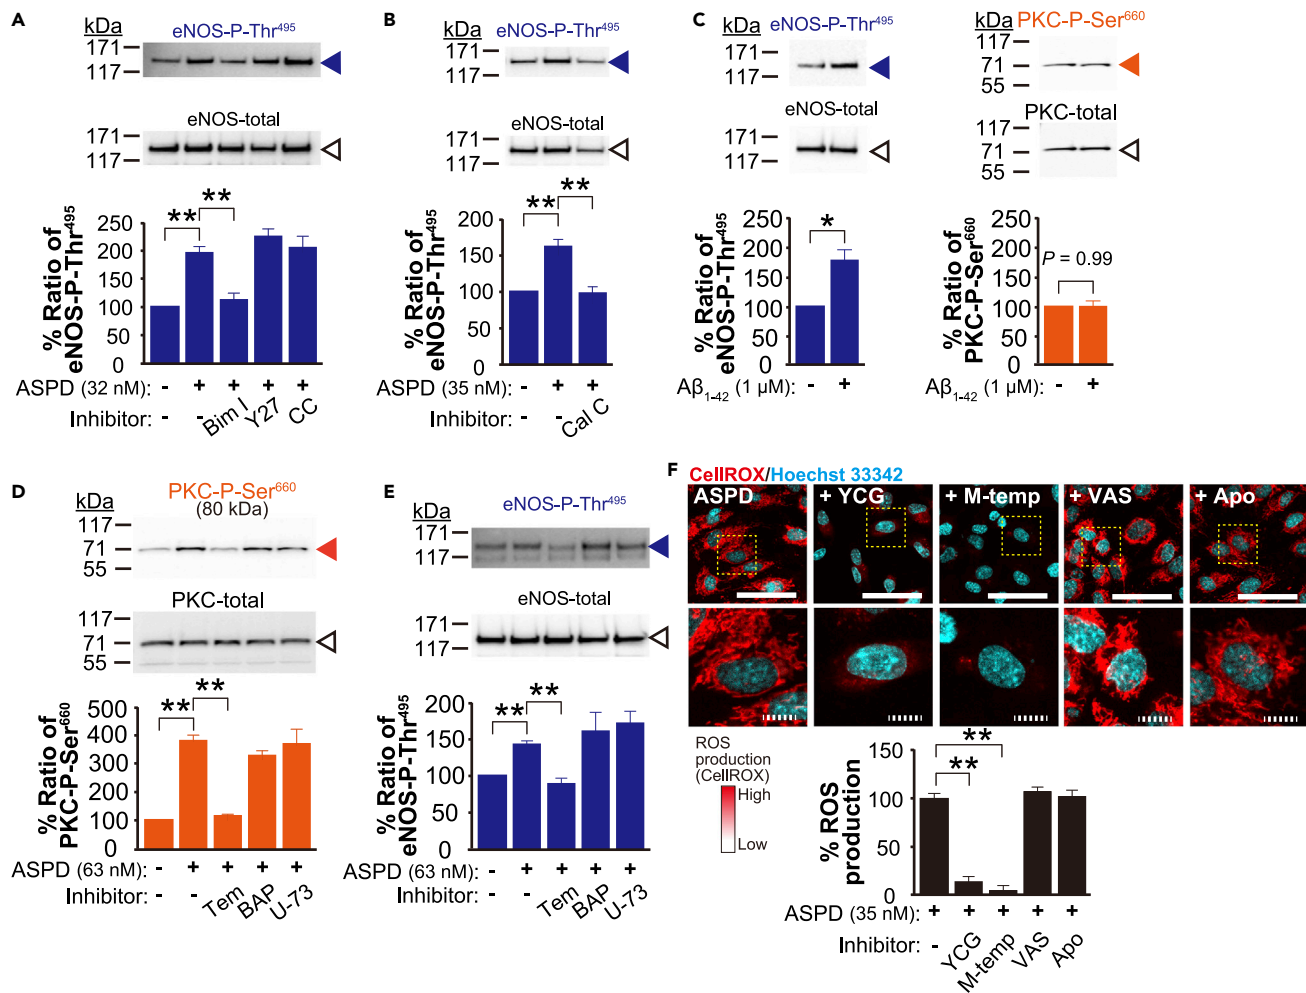 A
kDa
eNOS-P-Thr495
171
117
eNOS-total
171
117
**
**
% Ratio of
eNOS-P-Thr495
250
200
150
100
50
0
ASPD (32 nM): - + + + +
Inhibitor: - Bim I Y27 CC
B
kDa
eNOS-P-Thr495
171
117
eNOS-total
171
117
**
**
% Ratio of
eNOS-P-Thr495
200
150
100
50
0
ASPD (35 nM): - + +
Inhibitor: - - Cal C
C
kDa
eNOS-P-Thr495
171
117
eNOS-total
171
117
*
% Ratio of
eNOS-P-Thr495
250
200
150
100
50
0
Aβ1-42 (1 µM): - +
kDa
PKC-P-Ser660
117
71
55
PKC-total
117
71
55
P = 0.99
% Ratio of
PKC-P-Ser660
250
200
150
100
50
0
Aβ1-42 (1 µM): - +
D
kDa
PKC-P-Ser660
(80 kDa)
117
71
55
PKC-total
117
71
55
**
**
% Ratio of
PKC-P-Ser660
500
400
300
200
100
0
ASPD (63 nM): - + + + +
Inhibitor: - - Tem BAP U-73
E
kDa
eNOS-P-Thr495
171
117
eNOS-total
171
117
**
**
% Ratio of
eNOS-P-Thr495
200
150
100
50
0
ASPD (63 nM): - + + + +
Inhibitor: - - Tem BAP U-73
F
CellROX/Hoechst 33342
ASPD + YCG + M-temp + VAS + Apo
ROS
production
(CellROX)
High
Low
**
**
% ROS
production
150
100
50
0
ASPD (35 nM): + + + + +
Inhibitor: - YCG M-temp VAS Apo